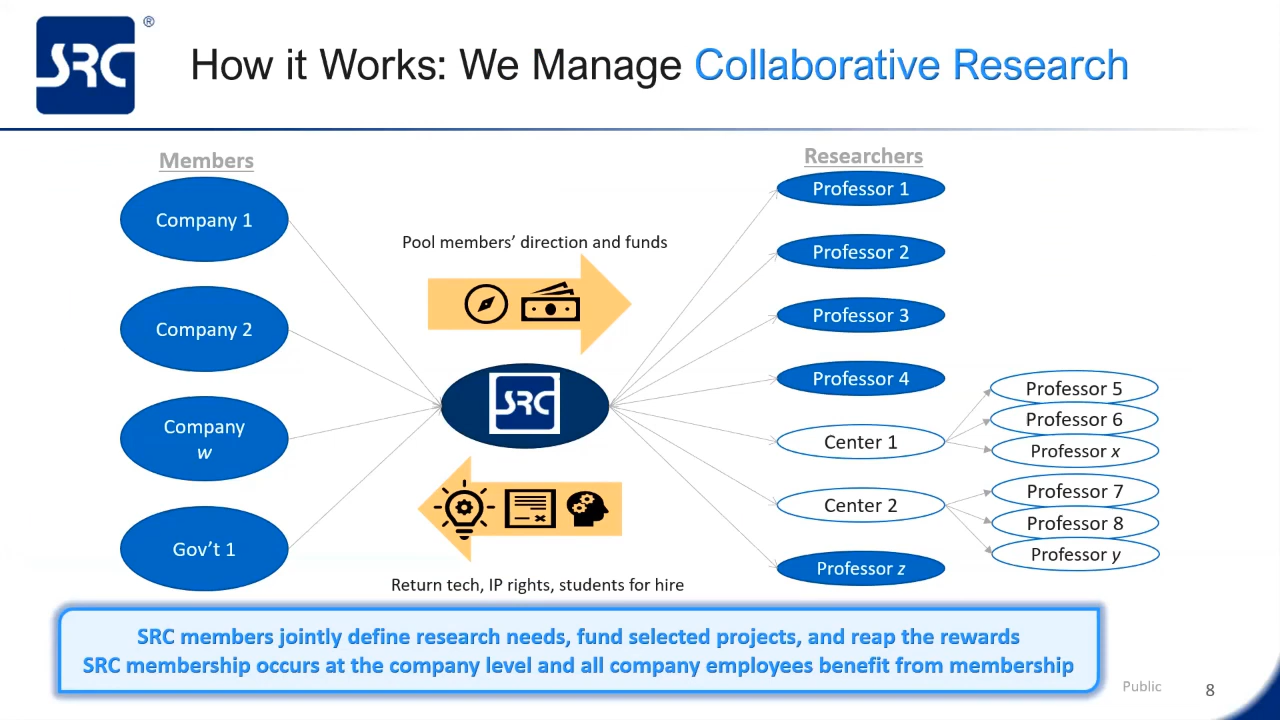 SRC®
How it Works: We Manage Collaborative Research
Members
Company 1
Company 2
Company
w
Gov't 1
Pool members' direction and funds
SRC
Return tech, IP rights, students for hire
Researchers
Professor 1
Professor 2
Professor 3
Professor 4
Center 1
Center 2
Professor z
Professor 5
Professor 6
Professor x
Professor 7
Professor 8
Professor y
SRC members jointly define research needs, fund selected projects, and reap the rewards
SRC membership occurs at the company level and all company employees benefit from membership
Public
8